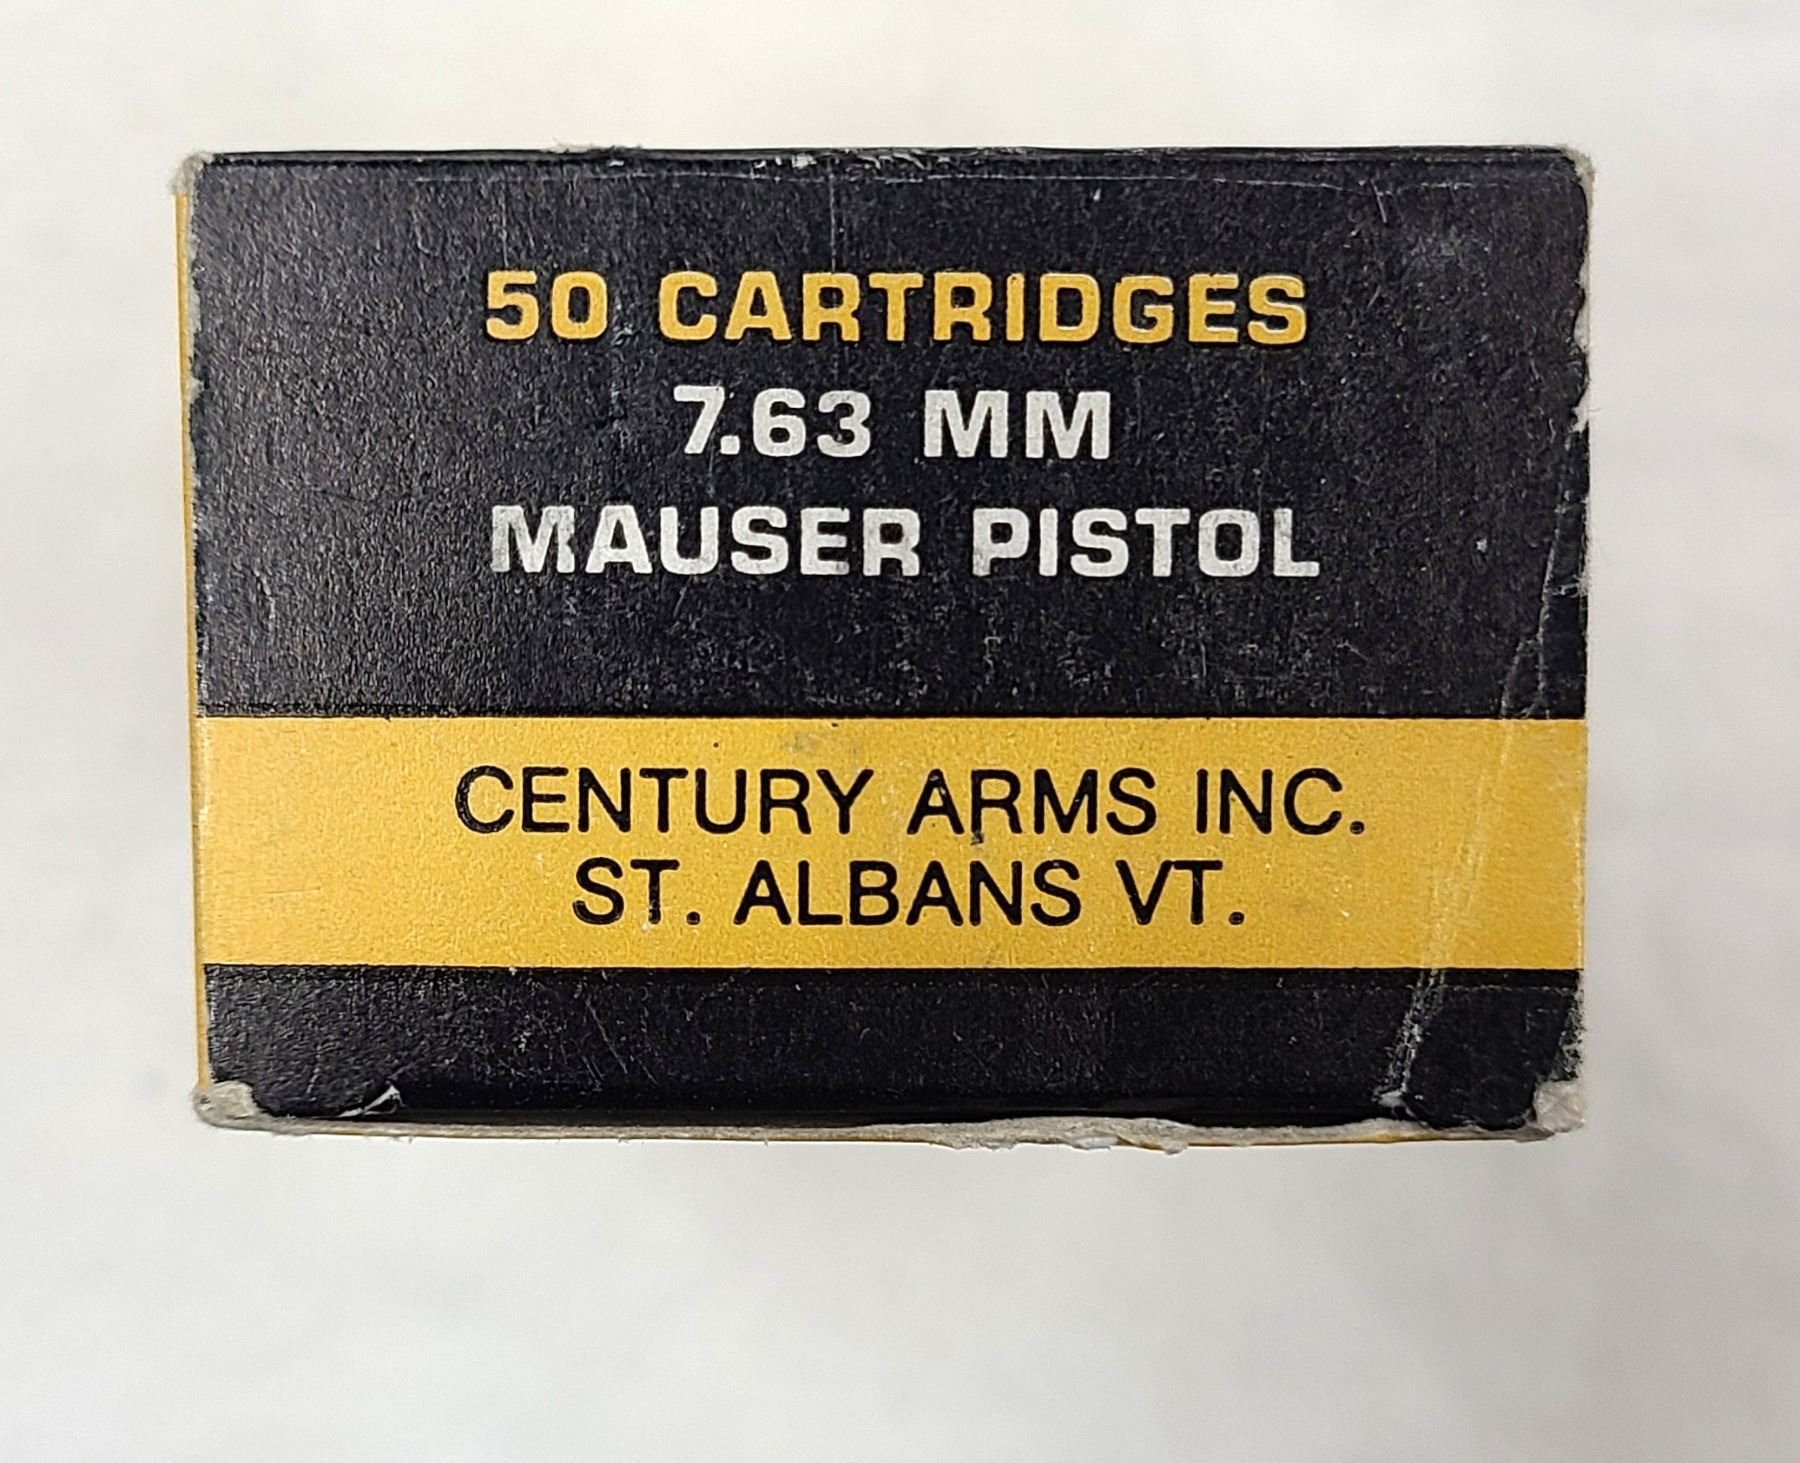 50 CARTRIDGES
7.63 MM
MAUSER PISTOL
CENTURY ARMS INC.
ST. ALBANS VT.